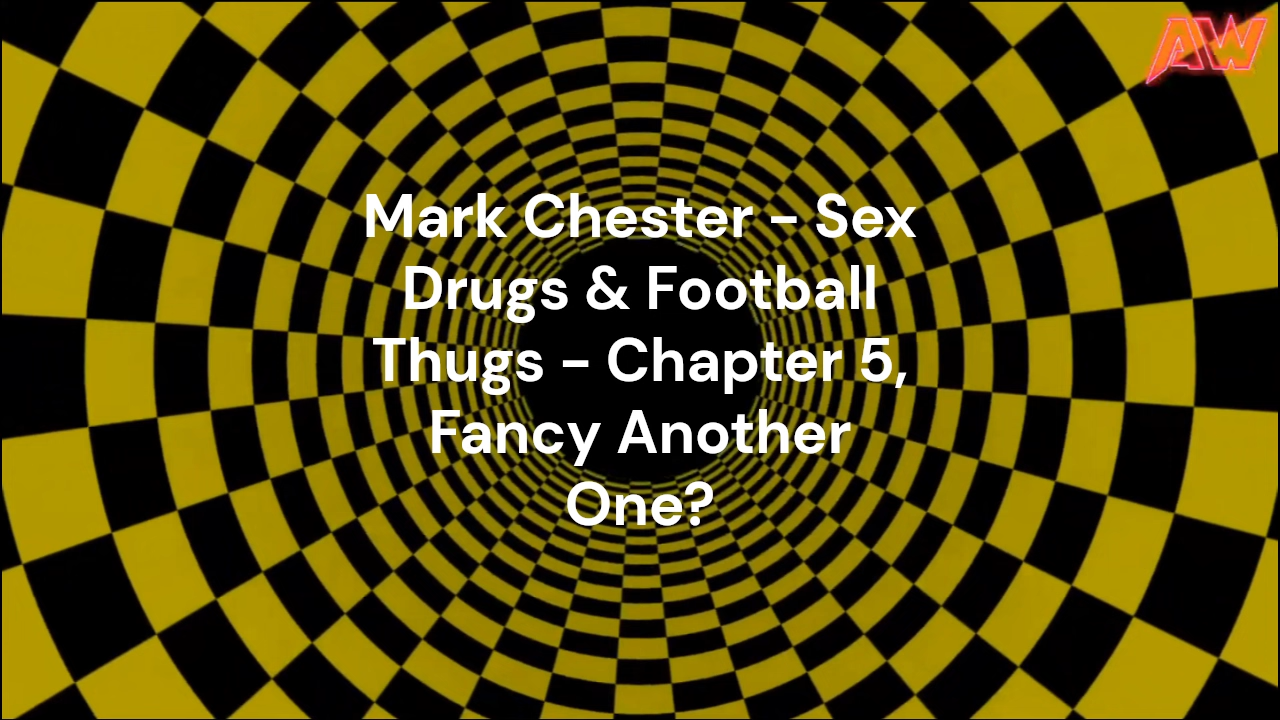 AW
Mark Chester - Sex
Drugs & Football
Thugs - Chapter 5,
Fancy Another
One?